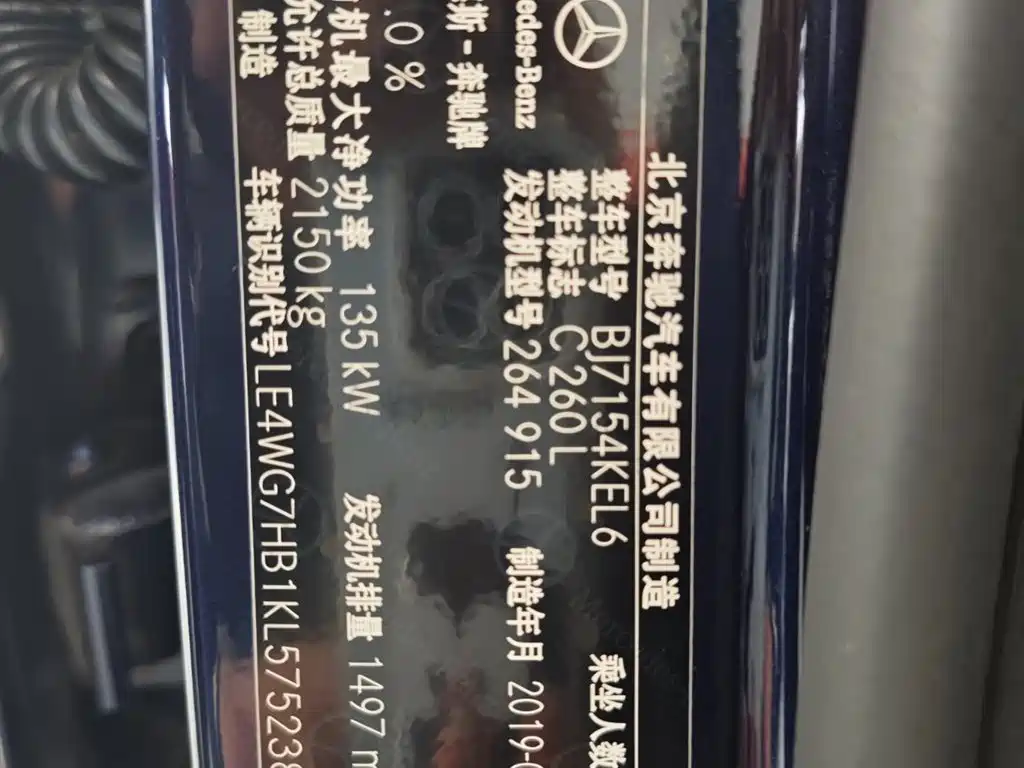 北京奔驰汽车有限公司制造
整车型号 BJ7154KEL6 乘坐人数
整车标志 C 260 L
edes-Benz 发动机型号 264 915 制造年月 2019-
斯-奔驰牌
.0 %
机最大净功率 135 kW 发动机排量 1497 m
允许总质量 2150 kg
制造 车辆识别代号 LE4WG7HB1KL575238